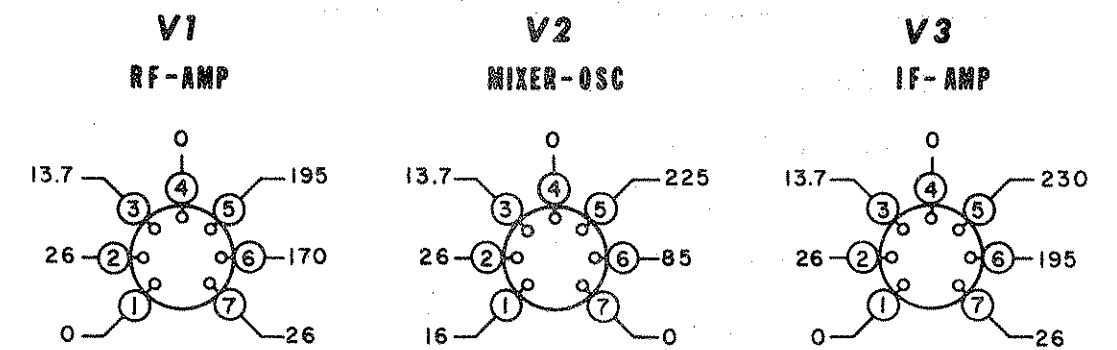 V1 V2 V3
RF-AMP MIXER-OSC IF-AMP
0 0 0
13.7 4 195 13.7 4 225 13.7 4 230
3 5 3 5 3 5
26 2 6 170 26 2 6 85 26 2 6 195
1 7 1 7 1 7
0 26 16 0 0 26